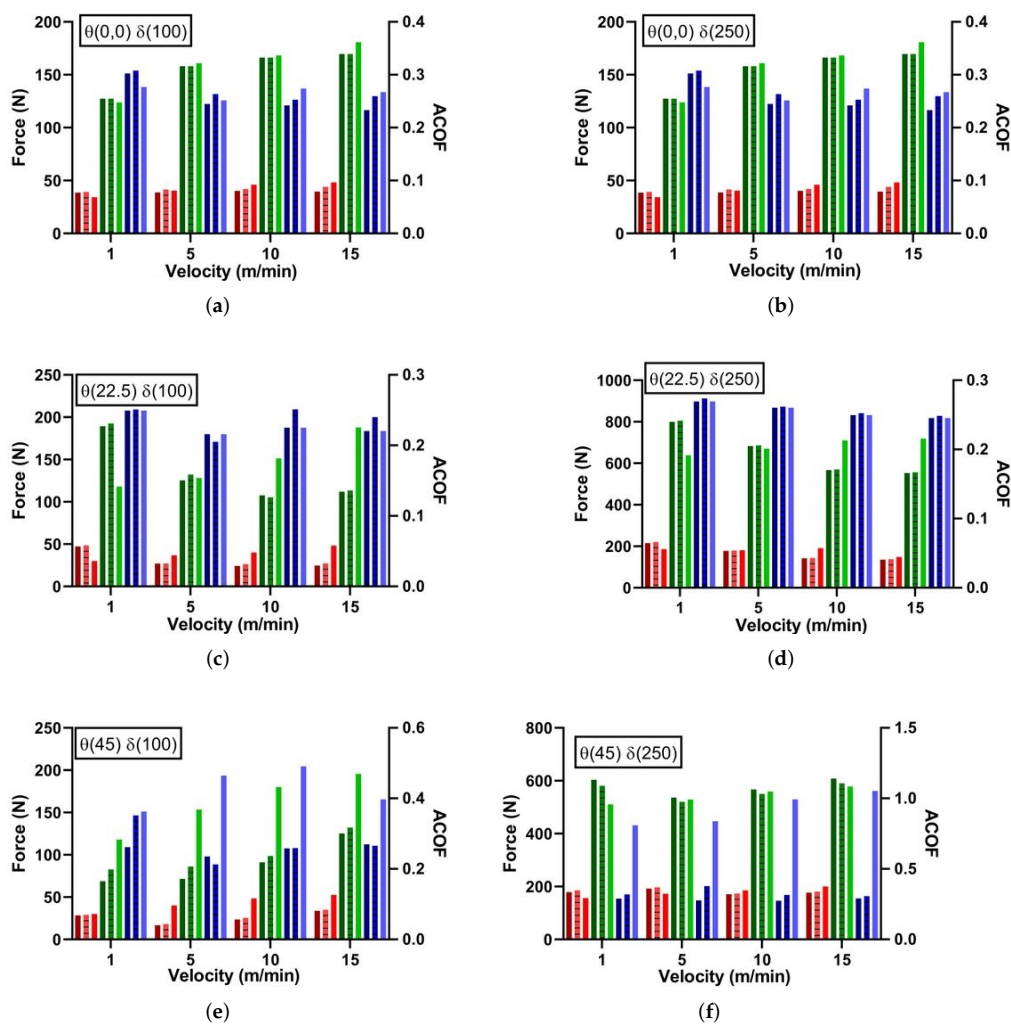 θ(0,0) δ(100)
200
150
100
50
0
Force (N)
0.4
0.3
0.2
0.1
0.0
ACOF
1 5 10 15
Velocity (m/min)
(a)
θ(0,0) δ(250)
200
150
100
50
0
Force (N)
0.4
0.3
0.2
0.1
0.0
ACOF
1 5 10 15
Velocity (m/min)
(b)
θ(22.5) δ(100)
250
200
150
100
50
0
Force (N)
0.3
0.2
0.1
0.0
ACOF
1 5 10 15
Velocity (m/min)
(c)
θ(22.5) δ(250)
1000
800
600
400
200
0
Force (N)
0.3
0.2
0.1
0.0
ACOF
1 5 10 15
Velocity (m/min)
(d)
θ(45) δ(100)
250
200
150
100
50
0
Force (N)
0.6
0.4
0.2
0.0
ACOF
1 5 10 15
Velocity (m/min)
(e)
θ(45) δ(250)
800
600
400
200
0
Force (N)
1.5
1.0
0.5
0.0
ACOF
1 5 10 15
Velocity (m/min)
(f)